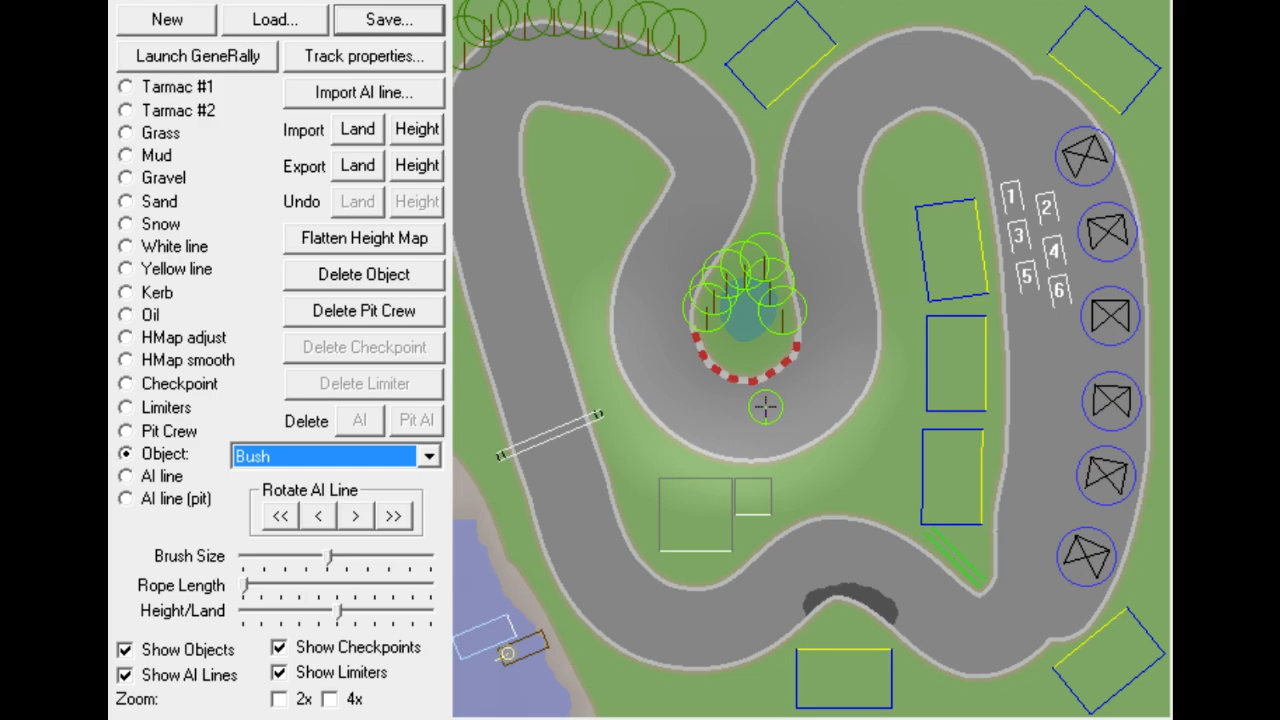 New Load... Save...
Launch GeneRally Track properties...
Tarmac #1
Import AI line...
Tarmac #2
Grass
Import Land Height
Mud
Export Land Height
Gravel
Sand
Undo Land Height
Snow
White line
Flatten Height Map
Yellow line
Delete Object
Kerb
Oil
Delete Pit Crew
HMap adjust
Delete Checkpoint
HMap smooth
Checkpoint
Delete Limiter
Limiters
Delete AI Pit AI
Pit Crew
Object: Bush
AI line
Rotate AI Line
AI line (pit)
<< < > >>
Brush Size
Rope Length
Height/Land
Show Objects Show Checkpoints
Show AI Lines Show Limiters
Zoom: 2x 4x
1
2
3
4
5
6